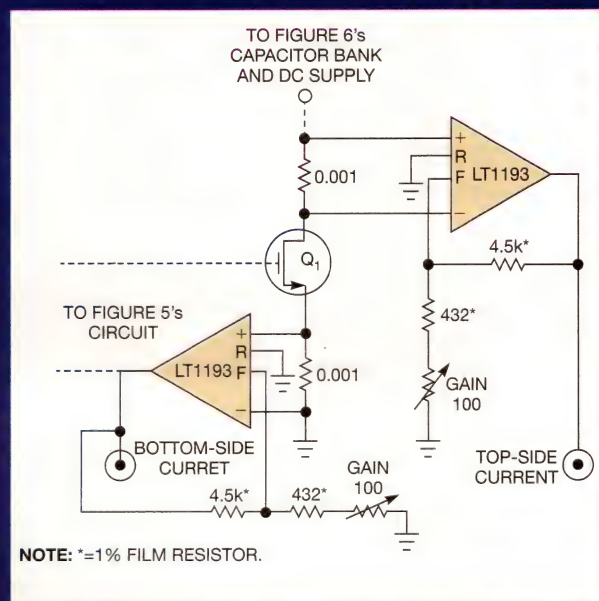 TO FIGURE 6's
CAPACITOR BANK
AND DC SUPPLY
+
R
F
−
LT1193
0.001
4.5k*
Q1
432*
GAIN
100
TOP-SIDE
CURRENT
TO FIGURE 5's
CIRCUIT
+
R
F
−
LT1193
0.001
BOTTOM-SIDE
CURRET
4.5k*
432*
GAIN
100
NOTE: *=1% FILM RESISTOR.